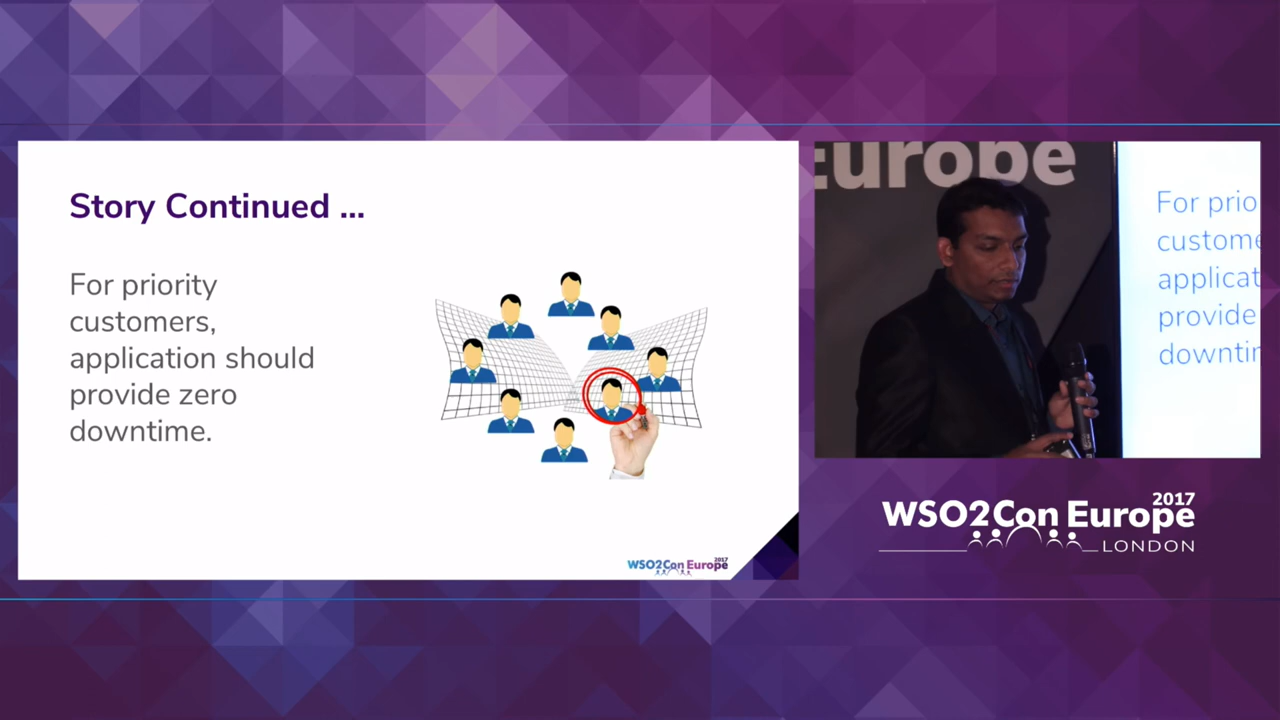 Story Continued ...
For priority
customers,
application should
provide zero
downtime.
WSO2Con Europe
2017
Europe
For prio
custome
applicat
provide
downtin
2017
WSO2Con Europe
LONDON